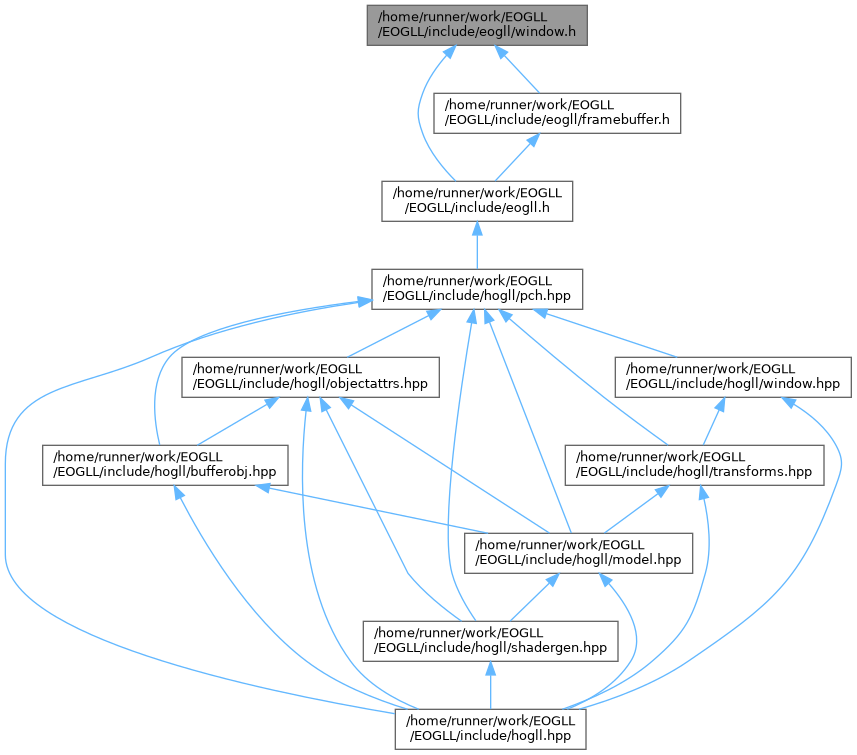 /home/runner/work/EOGLL
/EOGLL/include/eogll/window.h
/home/runner/work/EOGLL
/EOGLL/include/eogll/framebuffer.h
/home/runner/work/EOGLL
/EOGLL/include/eogll.h
/home/runner/work/EOGLL
/EOGLL/include/hogll/pch.hpp
/home/runner/work/EOGLL
/EOGLL/include/hogll/objectattrs.hpp
/home/runner/work/EOGLL
/EOGLL/include/hogll/window.hpp
/home/runner/work/EOGLL
/EOGLL/include/hogll/bufferobj.hpp
/home/runner/work/EOGLL
/EOGLL/include/hogll/transforms.hpp
/home/runner/work/EOGLL
/EOGLL/include/hogll/model.hpp
/home/runner/work/EOGLL
/EOGLL/include/hogll/shadergen.hpp
/home/runner/work/EOGLL
/EOGLL/include/hogll.hpp